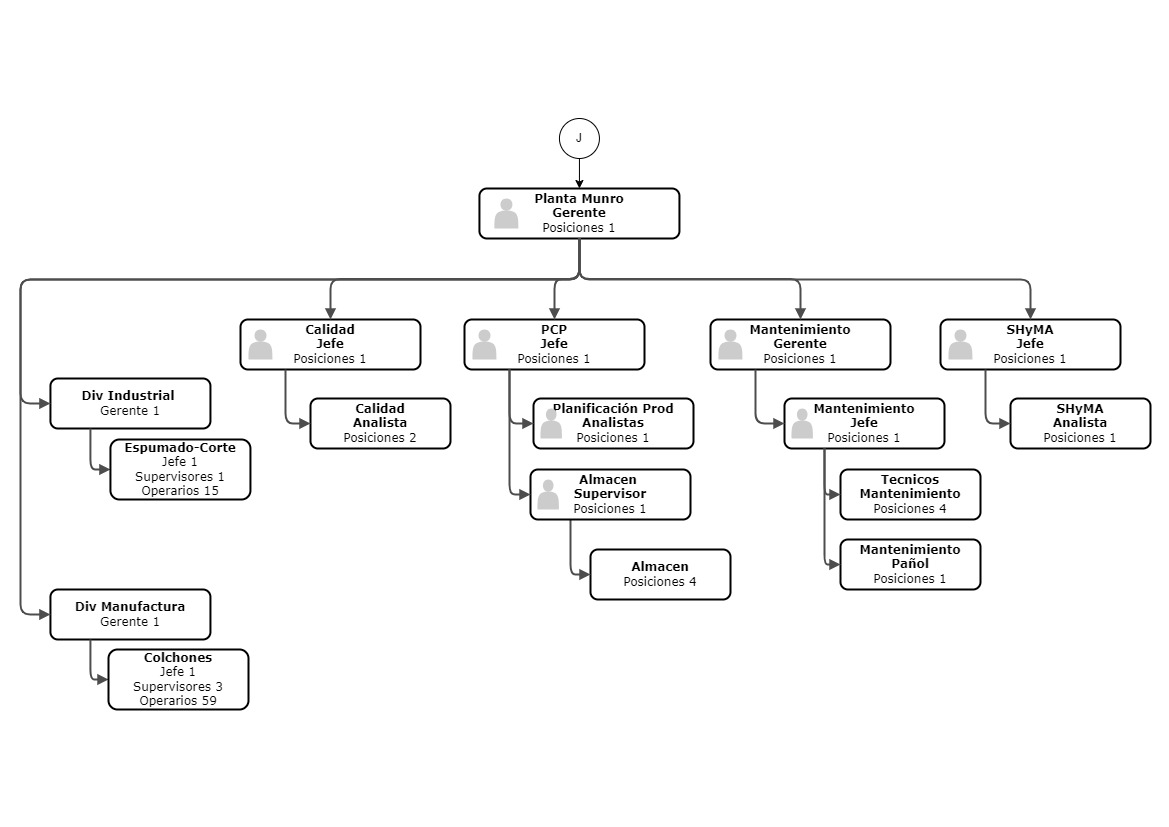 J
Planta Munro
Gerente
Posiciones 1
Calidad
Jefe
Posiciones 1
PCP
Jefe
Posiciones 1
Mantenimiento
Gerente
Posiciones 1
SHyMA
Jefe
Posiciones 1
Div Industrial
Gerente 1
Calidad
Analista
Posiciones 2
Planificación Prod
Analistas
Posiciones 1
Mantenimiento
Jefe
Posiciones 1
SHyMA
Analista
Posiciones 1
Espumado-Corte
Jefe 1
Supervisores 1
Operarios 15
Almacen
Supervisor
Posiciones 1
Tecnicos
Mantenimiento
Posiciones 4
Almacen
Posiciones 4
Mantenimiento
Pañol
Posiciones 1
Div Manufactura
Gerente 1
Colchones
Jefe 1
Supervisores 3
Operarios 59